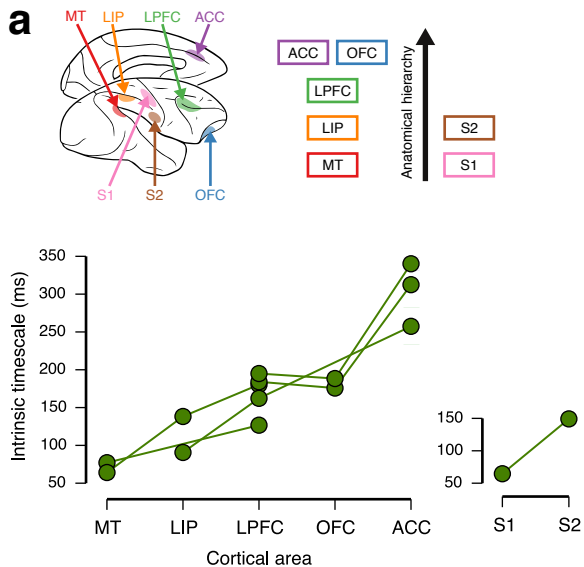 a
MT LIP LPFC ACC
S1 S2 OFC
ACC OFC
LPFC
LIP
MT
Anatomical hierarchy
S2
S1
Intrinsic timescale (ms)
350
300
250
200
150
100
50
MT LIP LPFC OFC ACC
Cortical area
150
100
50
S1 S2